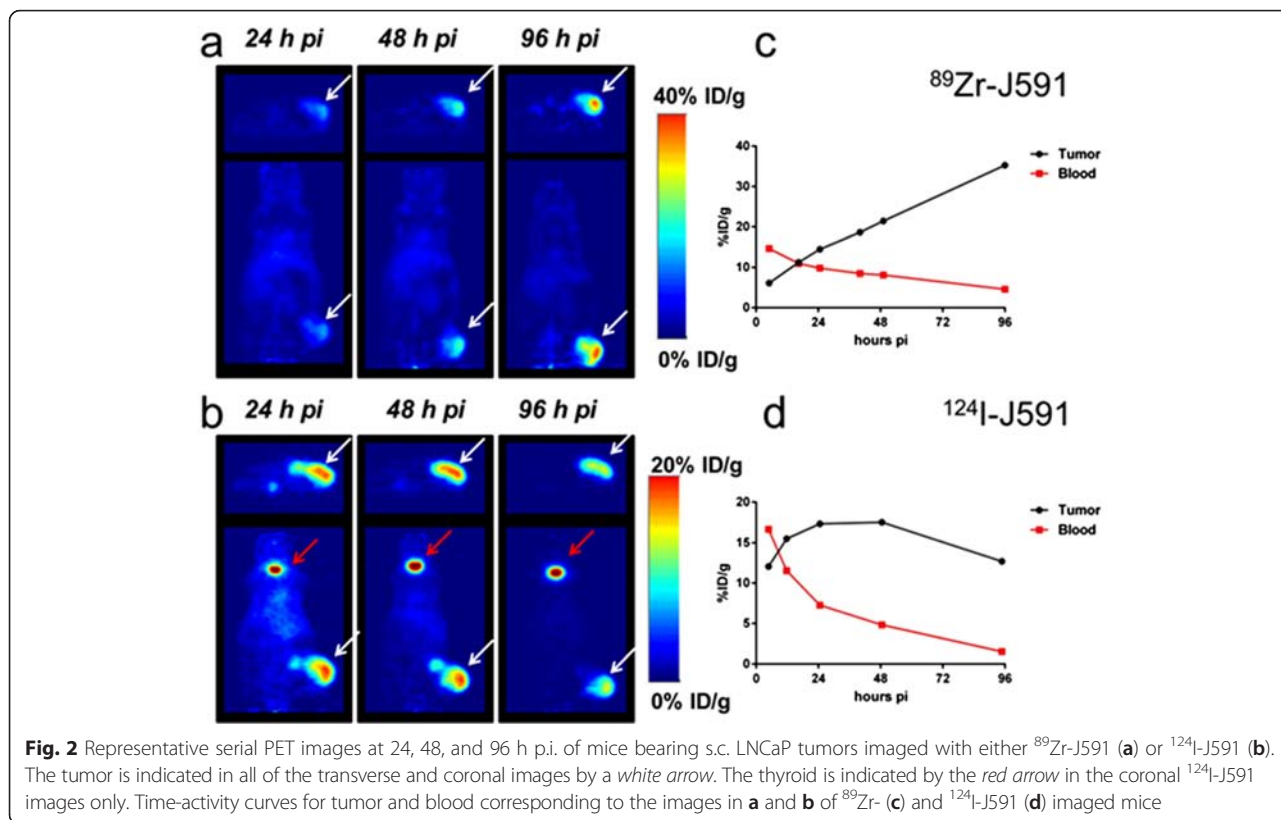 a
24 h pi 48 h pi 96 h pi
40% ID/g
0% ID/g
c
⁸⁹Zr-J591
%ID/g
40
30
20
10
0
0 24 48 72 96
hours pi
Tumor
Blood
b
24 h pi 48 h pi 96 h pi
20% ID/g
0% ID/g
d
¹²⁴I-J591
%ID/g
20
15
10
5
0
0 24 48 72 96
hours pi
Tumor
Blood
Fig. 2 Representative serial PET images at 24, 48, and 96 h p.i. of mice bearing s.c. LNCaP tumors imaged with either ⁸⁹Zr-J591 (a) or ¹²⁴I-J591 (b).
The tumor is indicated in all of the transverse and coronal images by a white arrow. The thyroid is indicated by the red arrow in the coronal ¹²⁴I-J591
images only. Time-activity curves for tumor and blood corresponding to the images in a and b of ⁸⁹Zr- (c) and ¹²⁴I-J591 (d) imaged mice